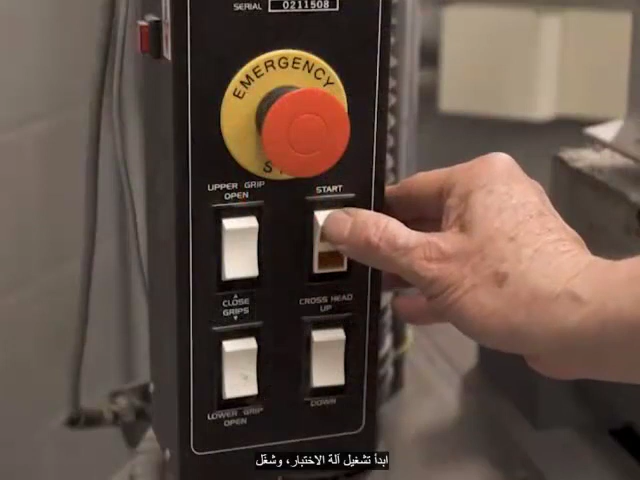 SERIAL 0211508
EMERGENCY
UPPER GRIP
OPEN
START
CLOSE
GRIPS
CROSS HEAD
UP
LOWER GRIP
OPEN
DOWN
ابدأ تشغيل آلة الاختبار، وشغّل